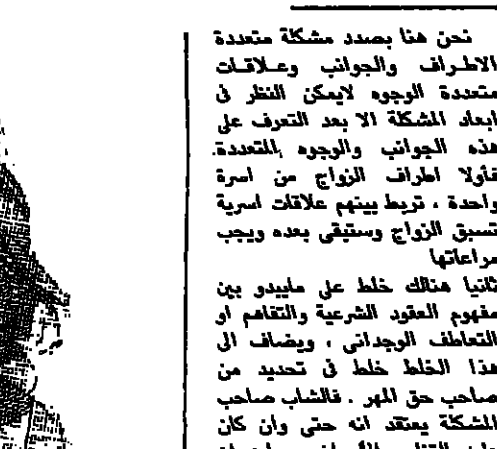 نحن هنا بصدد مشكلة متعددة
الاطراف والجوانب وعلاقات
متعددة الوجوه لايمكن النظر فى
ابعاد المشكلة الا بعد التعرف على
هذه الجوانب والوجوه المتعددة.
فأولا اطراف الزواج من اسرة
واحدة ، تربط بينهم علاقات اسرية
تسبق الزواج وستبقى بعده ويجب
مراعاتها
ثانيا هنالك خلط على مايبدو بين
مفهوم العقود الشرعية والتفاهم او
التعاطف الوجدانى ، ويضاف الى
هذا الخلط خلط فى تحديد من
صاحب حق المهر . فالشاب صاحب
المشكلة يعتقد انه حتى وان كان